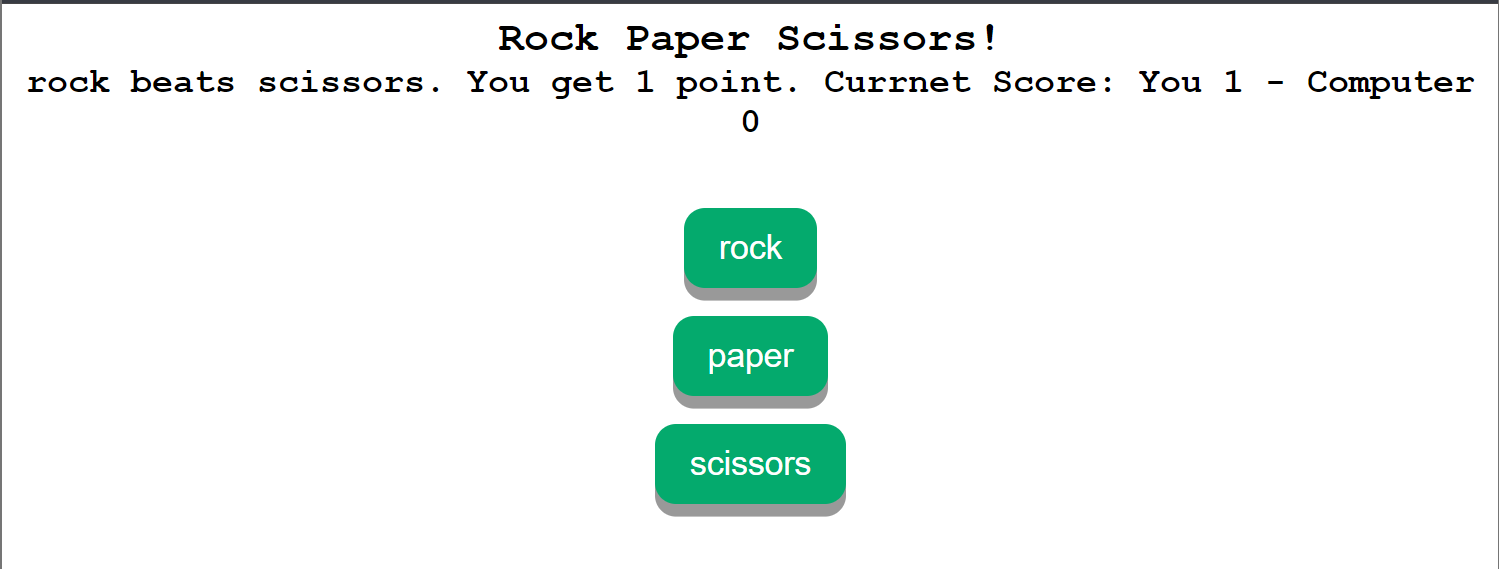 Rock Paper Scissors!
rock beats scissors. You get 1 point. Currnet Score: You 1 - Computer
0
rock
paper
scissors